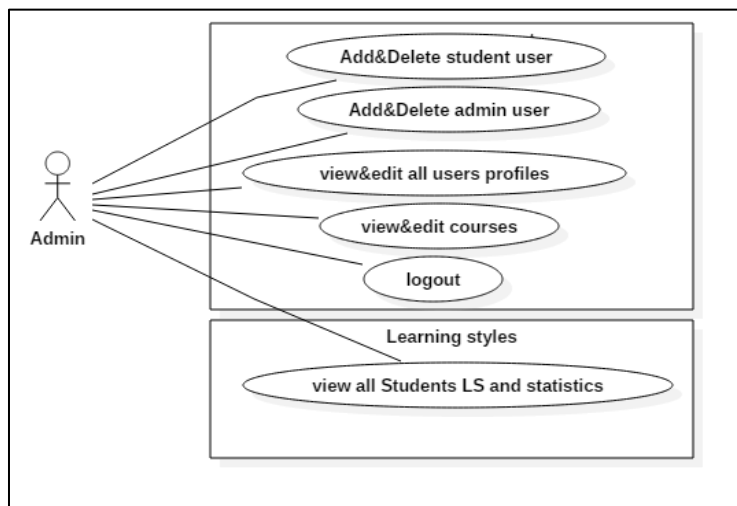 Add&Delete student user
Add&Delete admin user
view&edit all users profiles
view&edit courses
Admin
logout
Learning styles
view all Students LS and statistics